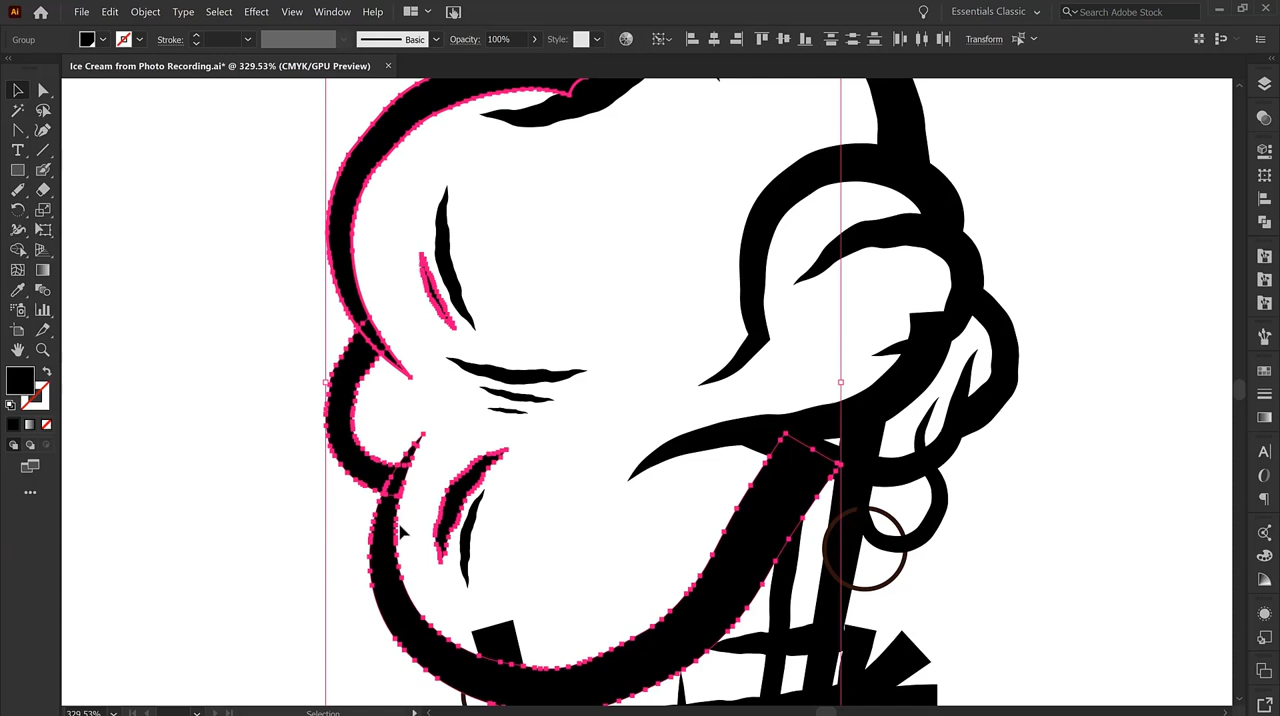 Ai File Edit Object Type Select Effect View Window Help Essentials Classic Search Adobe Stock
Group Stroke: Basic Opacity: 100% Style: Transform
Ice Cream from Photo Recording.ai* @ 329.53% (CMYK/GPU Preview)
329.53% Selection